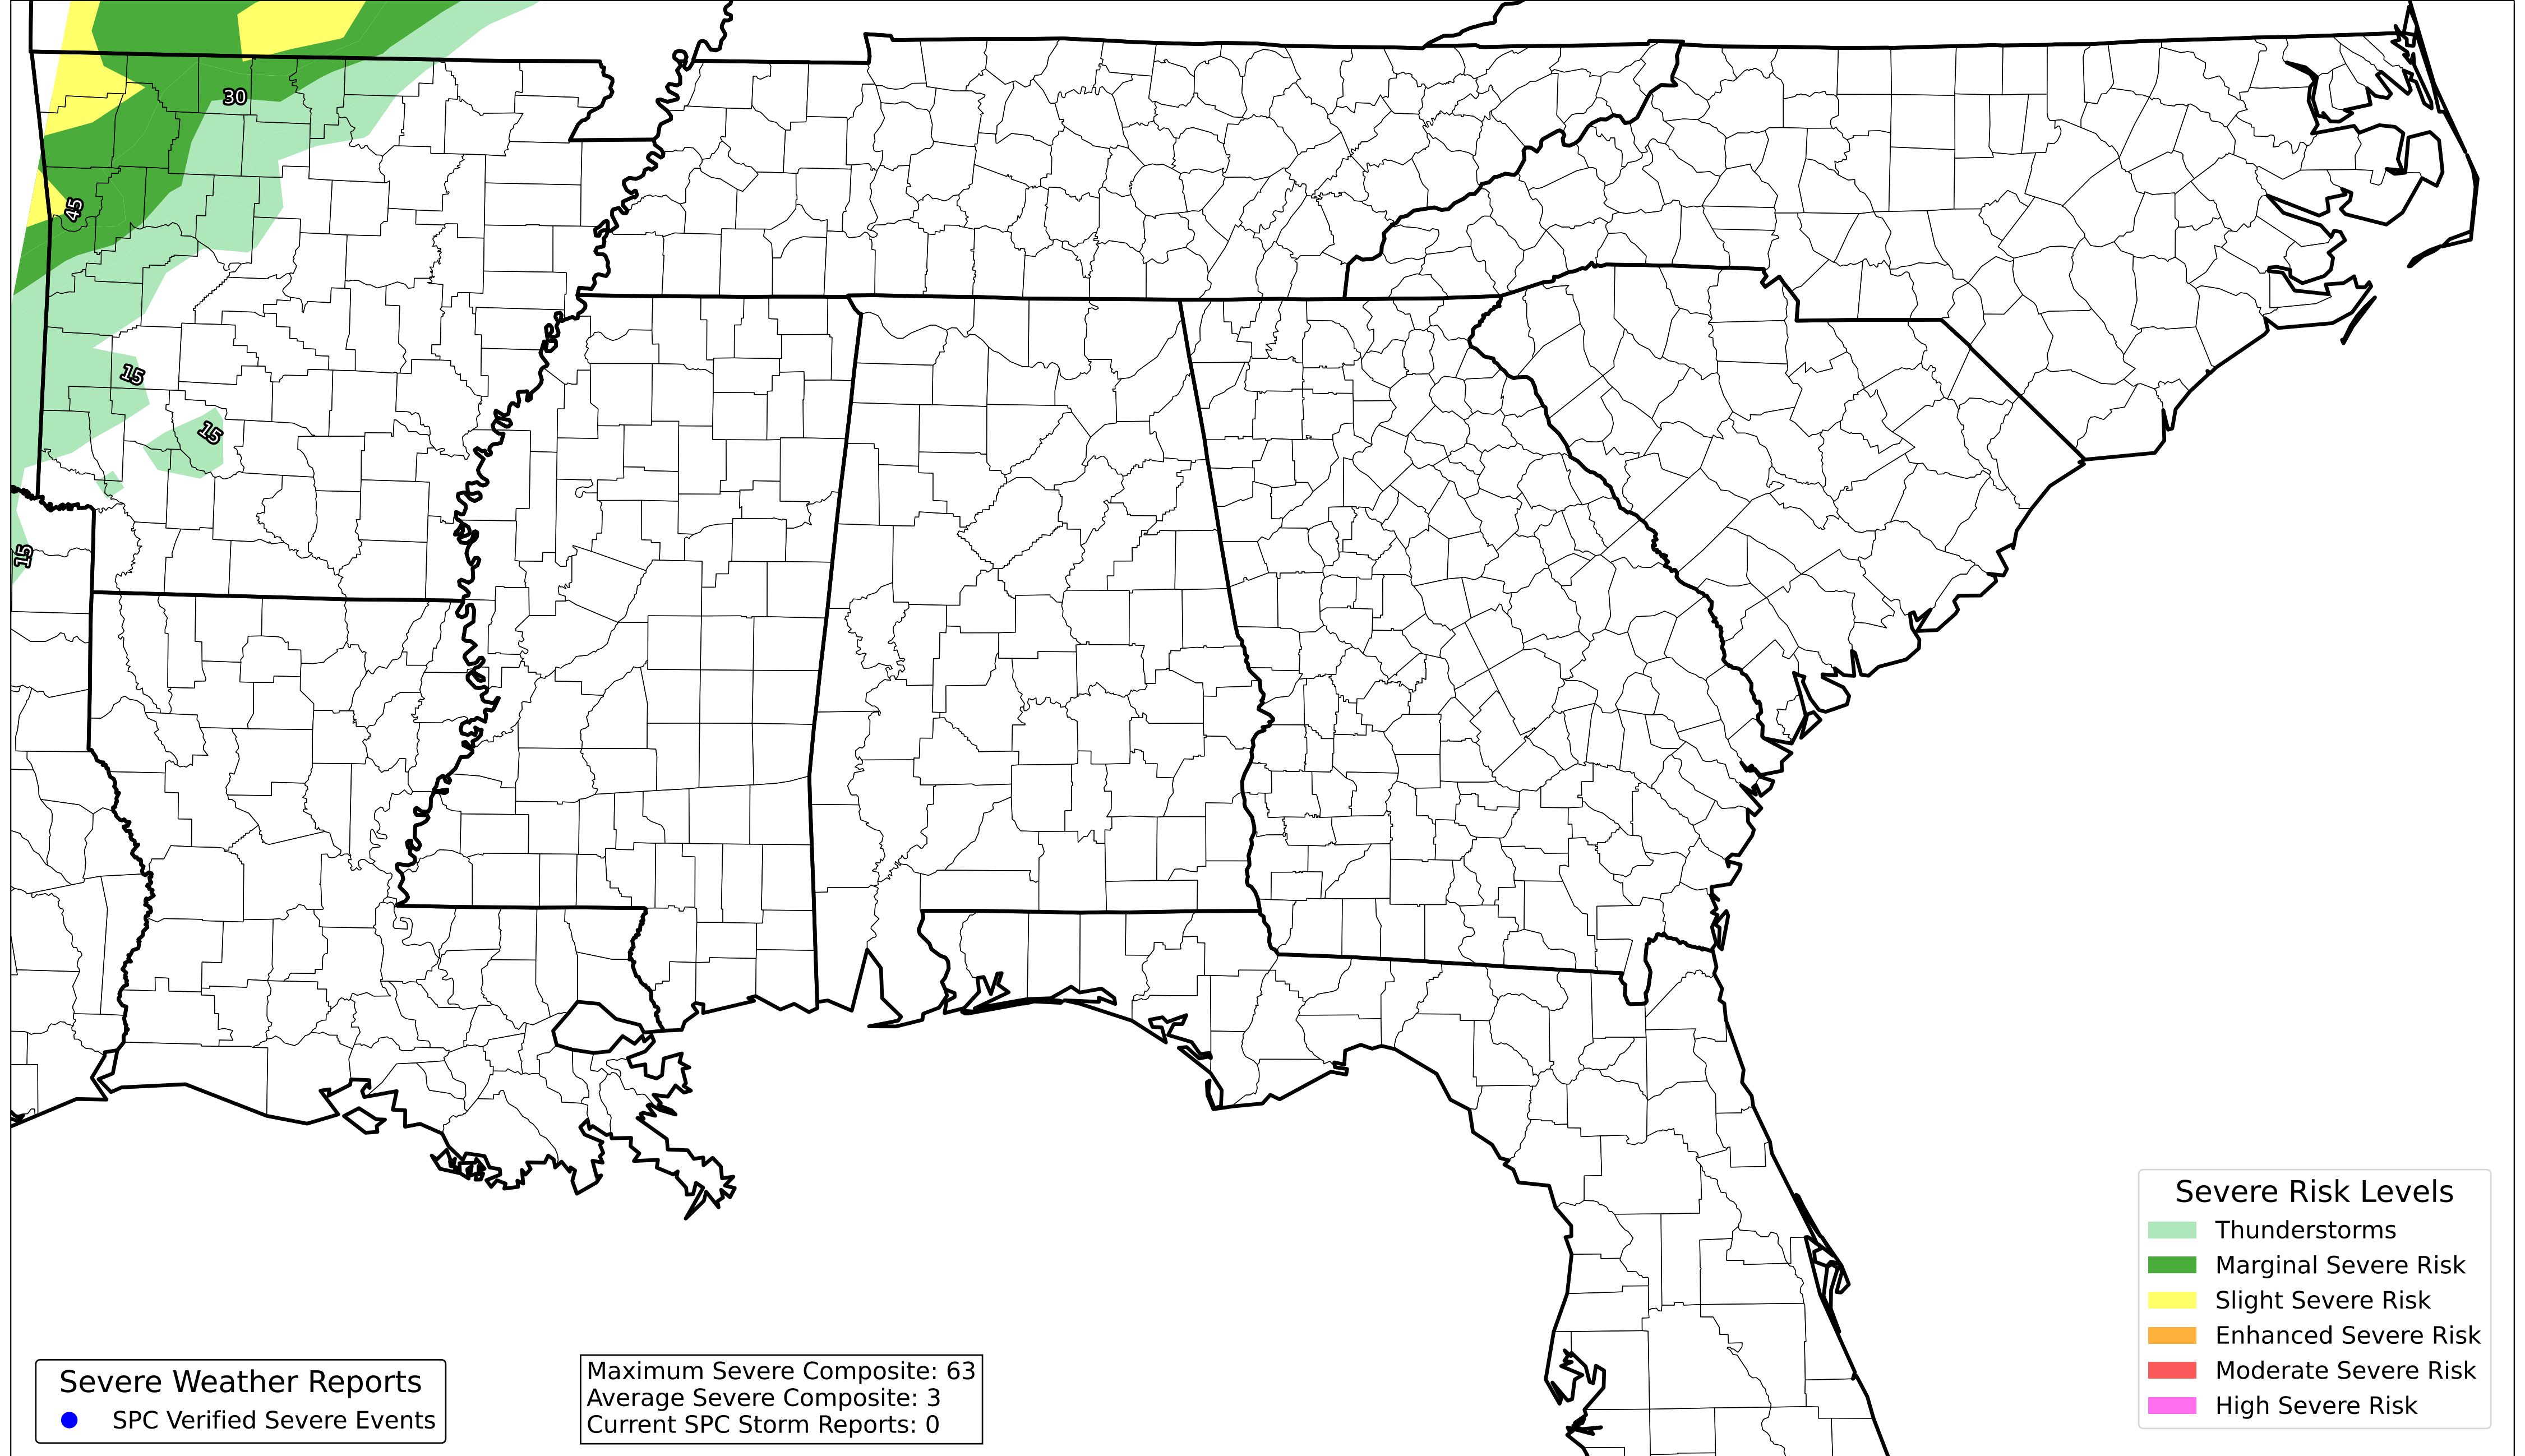 30
45
15
15
15
Severe Risk Levels
Thunderstorms
Marginal Severe Risk
Slight Severe Risk
Enhanced Severe Risk
Moderate Severe Risk
High Severe Risk
Severe Weather Reports
SPC Verified Severe Events
Maximum Severe Composite: 63
Average Severe Composite: 3
Current SPC Storm Reports: 0